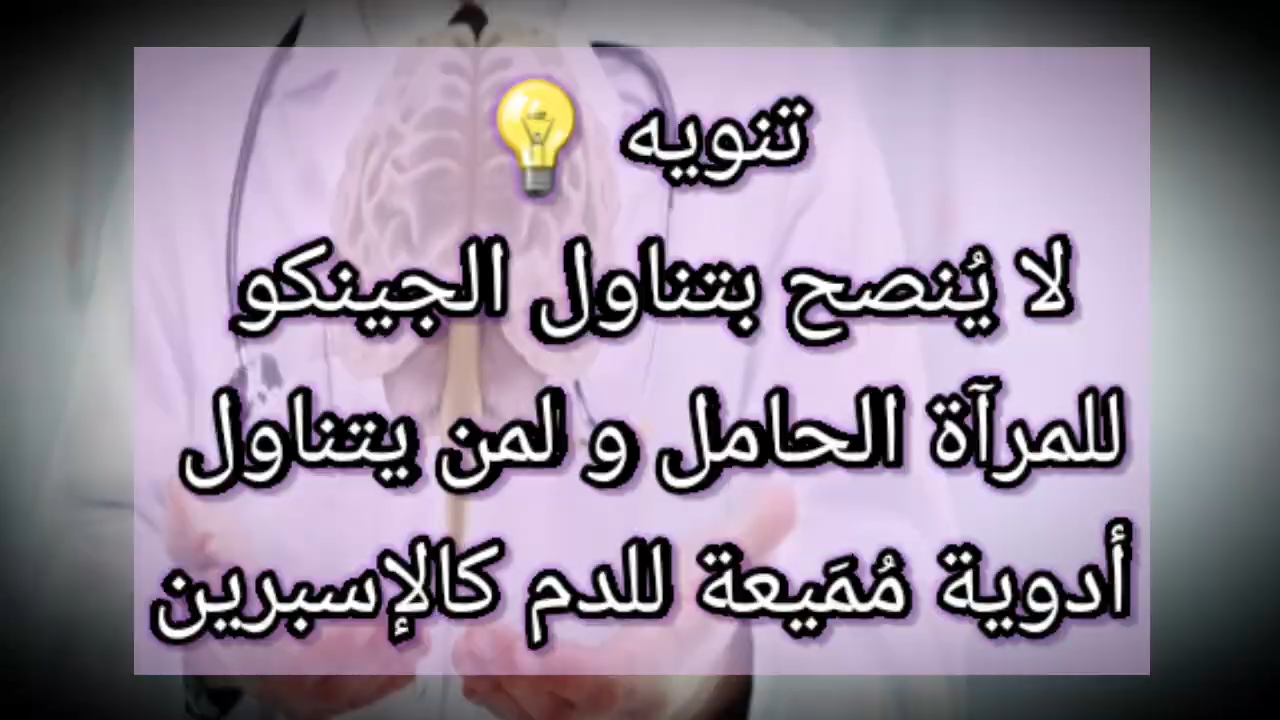 تنويه 💡
لا يُنصح بتناول الجينكو
للمرآة الحامل و لمن يتناول
أدوية مُمَيعة للدم كالإسبرين